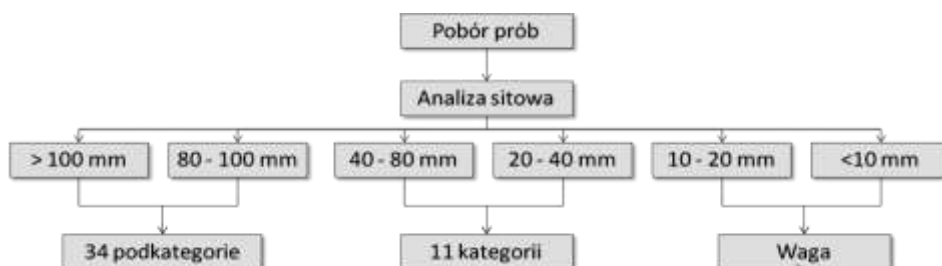 Pobór prób
Analiza sitowa
> 100 mm
80 - 100 mm
40 - 80 mm
20 - 40 mm
10 - 20 mm
<10 mm
34 podkategorie
11 kategorii
Waga